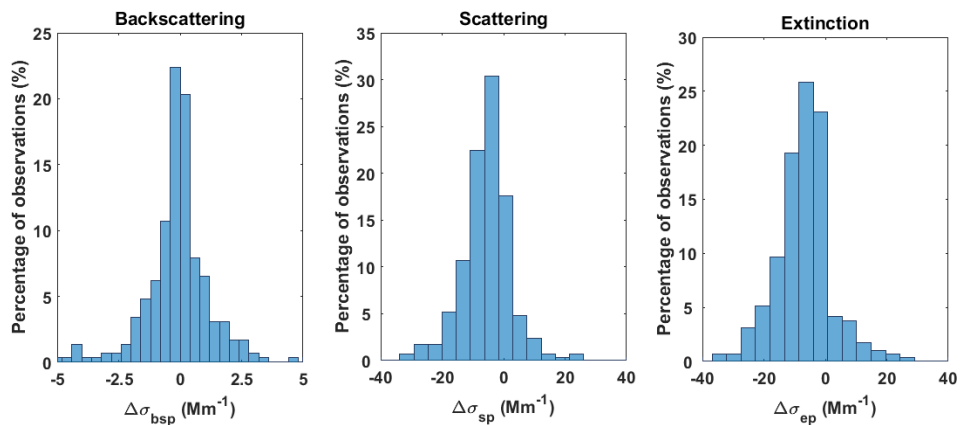 Backscattering
Percentage of observations (%)
25
20
15
10
5
0
-5 -2.5 0 2.5 5
Δσbsp (Mm-1)
Scattering
Percentage of observations (%)
35
30
25
20
15
10
5
0
-40 -20 0 20 40
Δσsp (Mm-1)
Extinction
Percentage of observations (%)
30
25
20
15
10
5
0
-40 -20 0 20 40
Δσep (Mm-1)